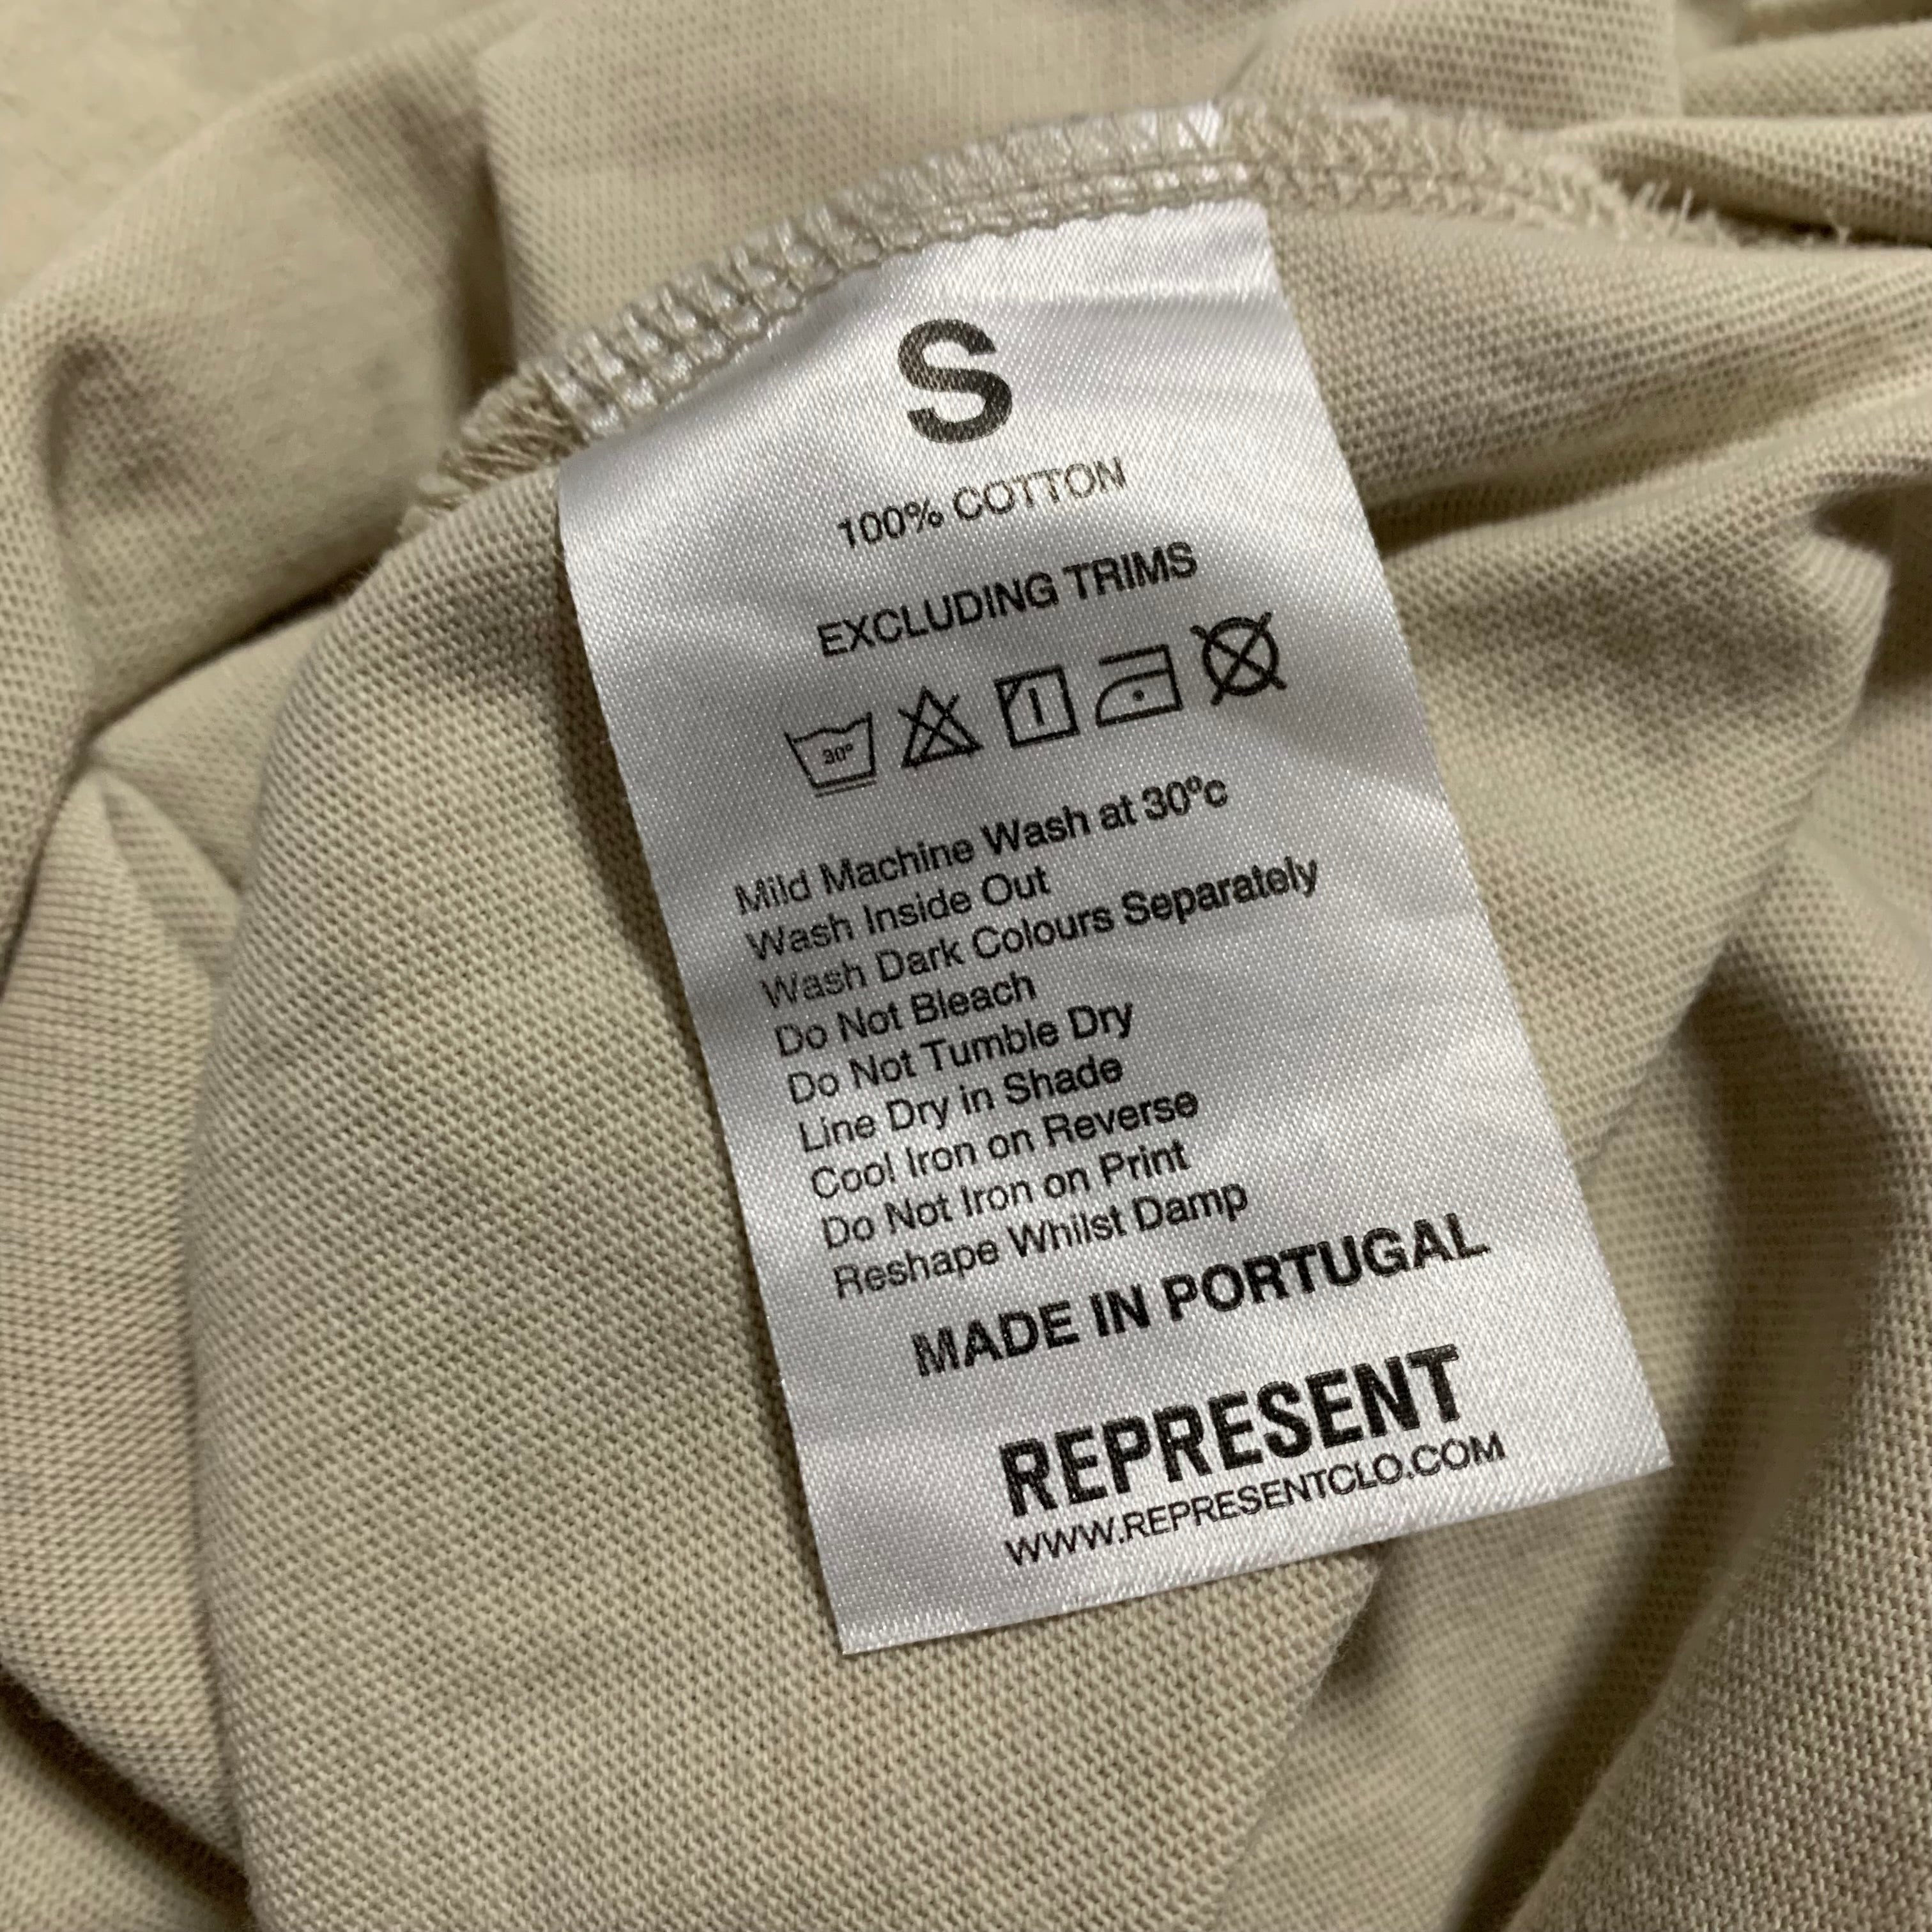 S
100% COTTON
EXCLUDING TRIMS
30°
Mild Machine Wash at 30ºc
Wash Inside Out
Wash Dark Colours Separately
Do Not Bleach
Do Not Tumble Dry
Line Dry in Shade
Cool Iron on Reverse
Do Not Iron on Print
Reshape Whilst Damp
MADE IN PORTUGAL
REPRESENT
WWW.REPRESENTCLO.COM